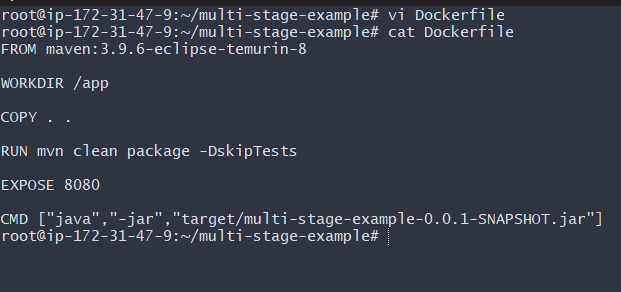 root@ip-172-31-47-9:~/multi-stage-example# vi Dockerfile
root@ip-172-31-47-9:~/multi-stage-example# cat Dockerfile
FROM maven:3.9.6-eclipse-temurin-8
WORKDIR /app
COPY . .
RUN mvn clean package -DskipTests
EXPOSE 8080
CMD ["java","-jar","target/multi-stage-example-0.0.1-SNAPSHOT.jar"]
root@ip-172-31-47-9:~/multi-stage-example#